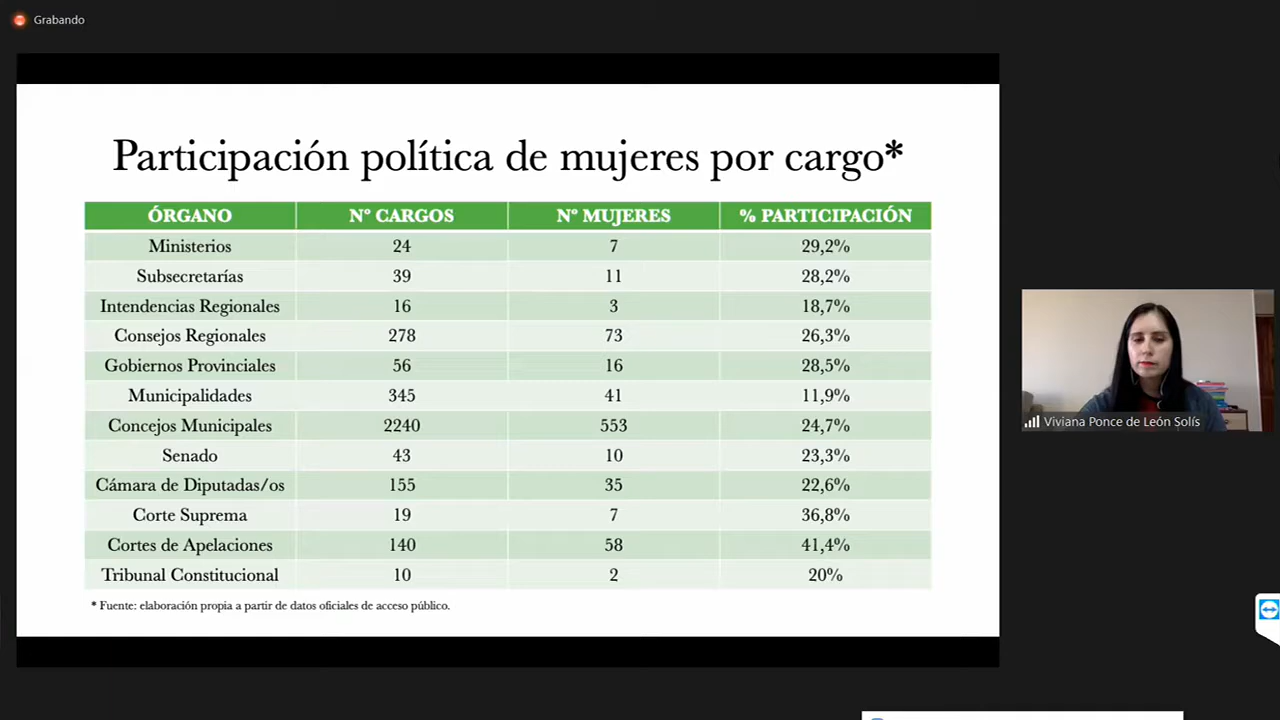 Grabando
Participación política de mujeres por cargo*
ÓRGANO Nº CARGOS Nº MUJERES % PARTICIPACIÓN
Ministerios 24 7 29,2%
Subsecretarías 39 11 28,2%
Intendencias Regionales 16 3 18,7%
Consejos Regionales 278 73 26,3%
Gobiernos Provinciales 56 16 28,5%
Municipalidades 345 41 11,9%
Concejos Municipales 2240 553 24,7%
Senado 43 10 23,3%
Cámara de Diputadas/os 155 35 22,6%
Corte Suprema 19 7 36,8%
Cortes de Apelaciones 140 58 41,4%
Tribunal Constitucional 10 2 20%
* Fuente: elaboración propia a partir de datos oficiales de acceso público.
Viviana Ponce de León Solís